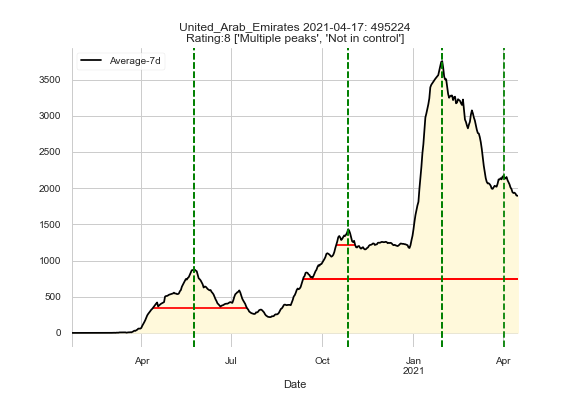 United_Arab_Emirates 2021-04-17: 495224
Rating:8 ['Multiple peaks', 'Not in control']
Average-7d
3500
3000
2500
2000
1500
1000
500
0
Apr
Jul
Oct
Jan
2021
Apr
Date